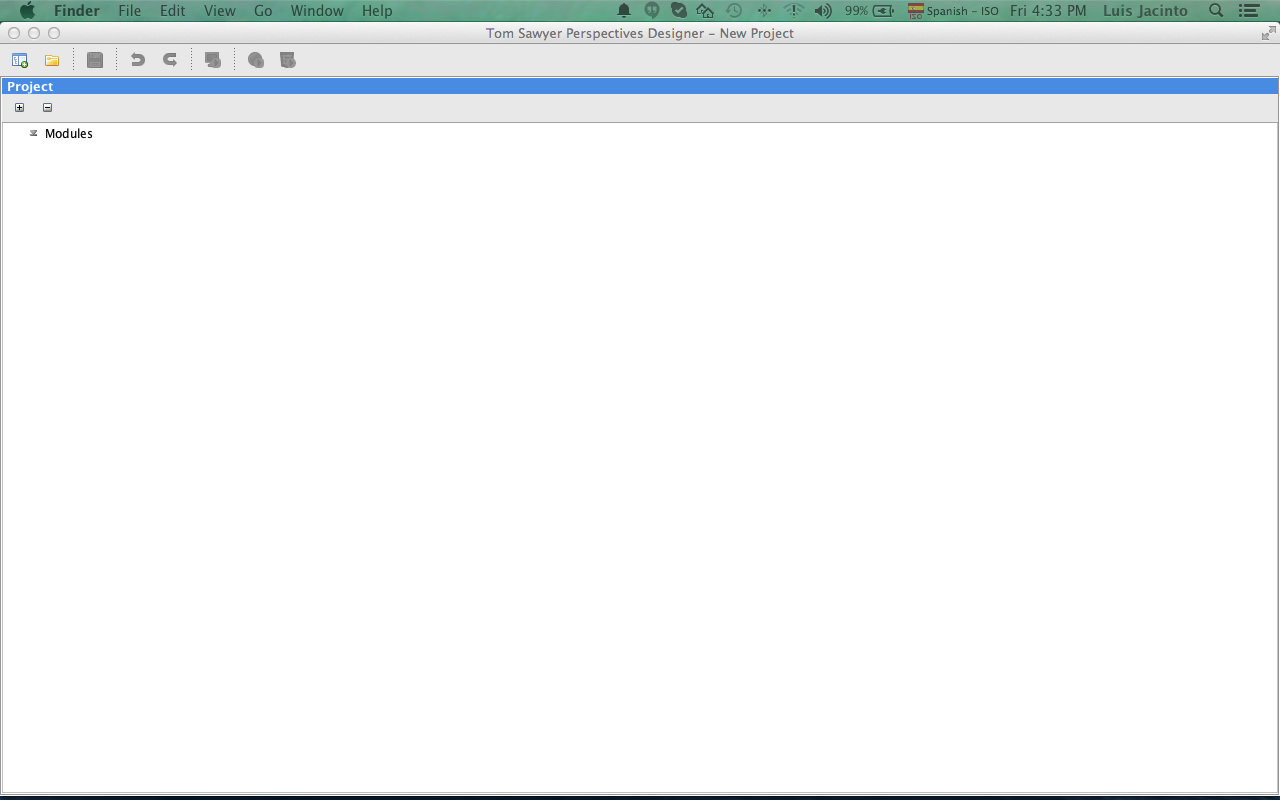 Finder File Edit View Go Window Help 99% Spanish – ISO Fri 4:33 PM Luis Jacinto
Tom Sawyer Perspectives Designer – New Project
Project
Modules